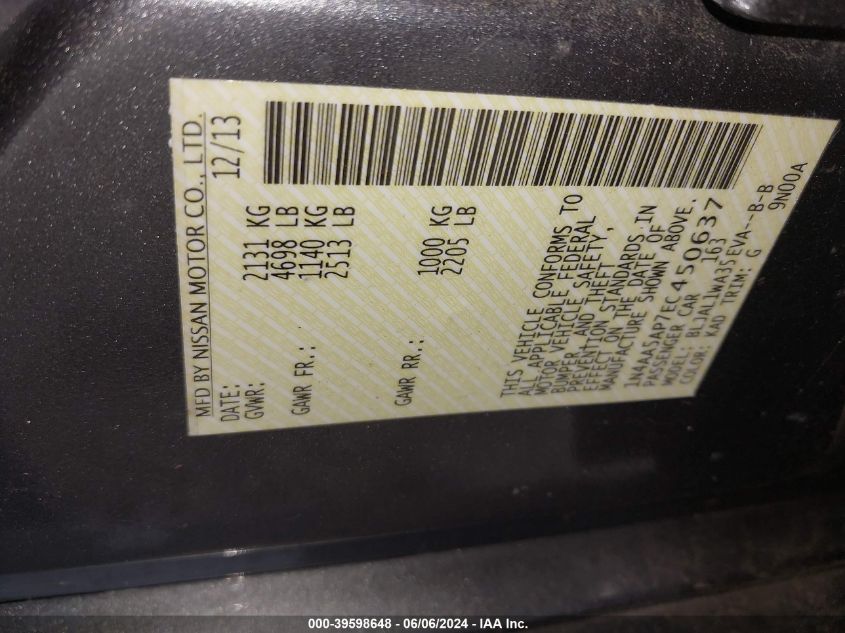 MFD BY NISSAN MOTOR CO., LTD.
DATE: 12/13
GVWR: 2131 KG
4698 LB
GAWR FR.: 1140 KG
2513 LB
GAWR RR.: 1000 KG
2205 LB
THIS VEHICLE CONFORMS TO
ALL APPLICABLE FEDERAL
MOTOR VEHICLE SAFETY,
BUMPER, AND THEFT
PREVENTION STANDARDS IN
EFFECT ON THE DATE OF
MANUFACTURE SHOWN ABOVE.
1N4AA5AP7EC450637
PASSENGER CAR 163
MODEL: BLJAL1WA35EVA--B-B
COLOR: KAD TRIM: G 9N00A
000-39598648 - 06/06/2024 - IAA Inc.